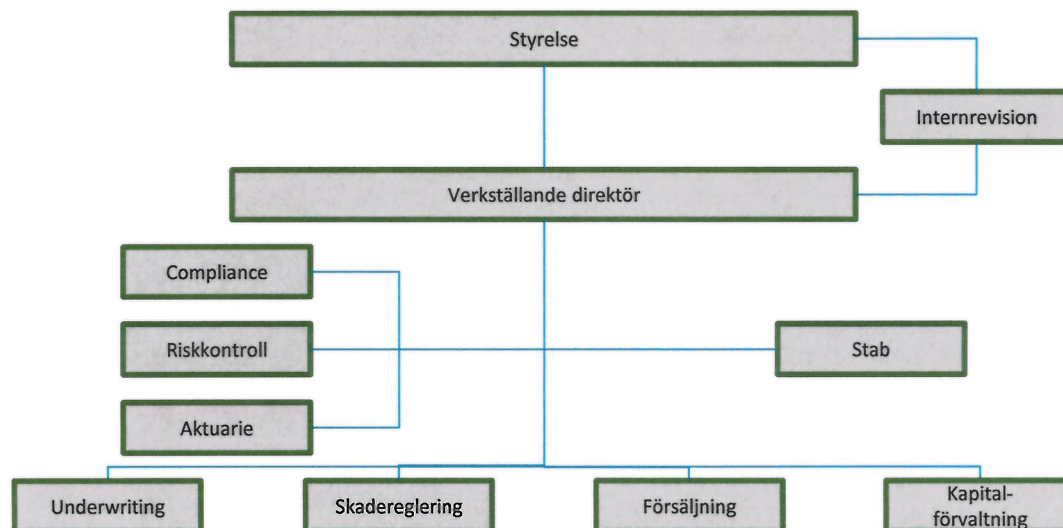 Styrelse
Internrevision
Verkställande direktör
Compliance
Riskkontroll
Stab
Aktuarie
Underwriting
Skadereglering
Försäljning
Kapital-
förvaltning